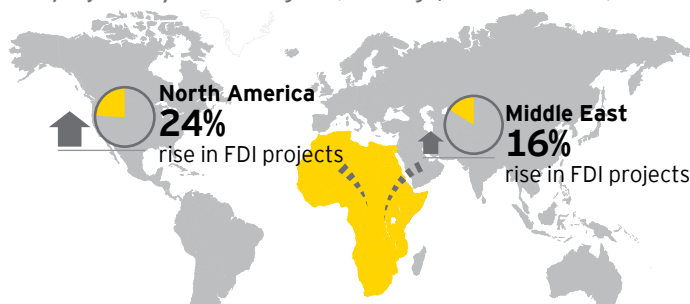 North America
24%
rise in FDI projects
Middle East
16%
rise in FDI projects